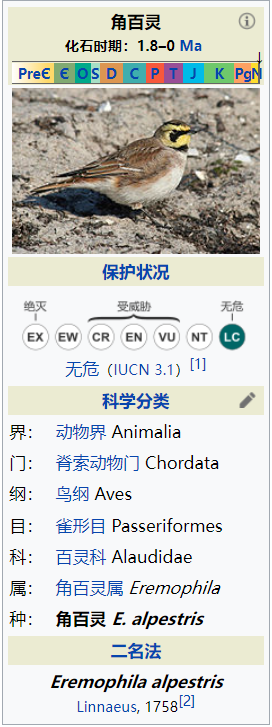 角百灵
化石时期：1.8–0 Ma
PreЄ Є O S D C P T J K Pg N
↓
保护状况
绝灭 受威胁 无危
EX EW CR EN VU NT LC
无危（IUCN 3.1）[1]
科学分类
界： 动物界 Animalia
门： 脊索动物门 Chordata
纲： 鸟纲 Aves
目： 雀形目 Passeriformes
科： 百灵科 Alaudidae
属： 角百灵属 Eremophila
种： 角百灵 E. alpestris
二名法
Eremophila alpestris
Linnaeus, 1758[2]